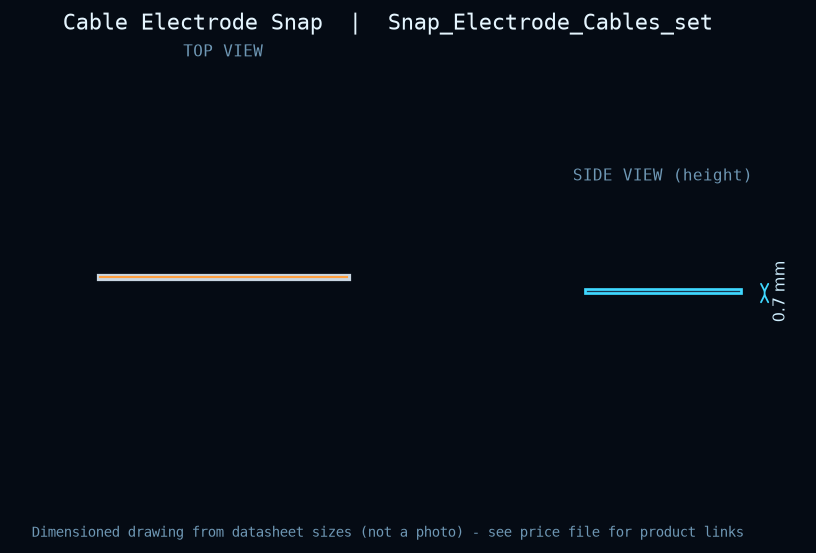 Cable Electrode Snap | Snap_Electrode_Cables_set
TOP VIEW
SIDE VIEW (height)
0.7 mm
Dimensioned drawing from datasheet sizes (not a photo) - see price file for product links